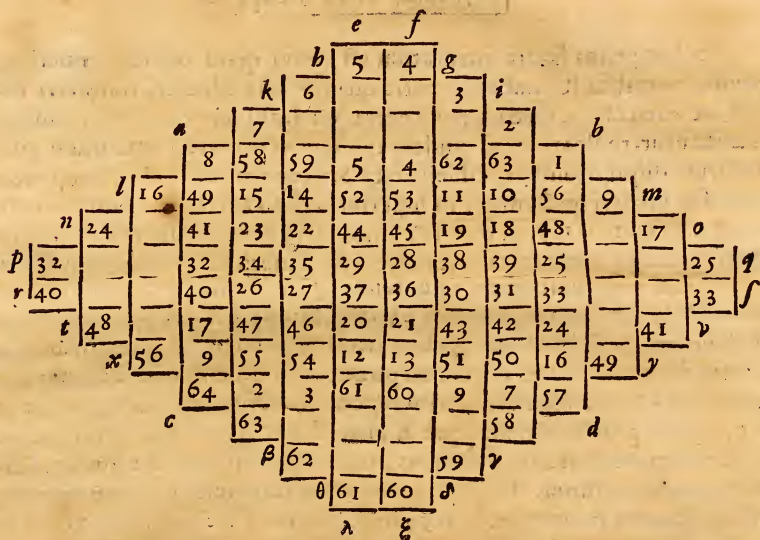 e f
h 5 4 g
k 6 3 i
a 7 2 b
l 8 58 59 5 4 62 63 1
n 16 49 15 14 52 53 11 10 56 9 m
p 24 41 23 22 44 45 19 18 48 17 o
32 32 34 35 29 28 38 39 25 25 q
r 40 40 26 27 37 36 30 31 33 33 ſ
t 48 17 47 46 20 21 43 42 24 41 v
x 56 9 55 54 12 13 51 50 16 49 y
c 64 2 3 61 60 9 7 57 d
63 58
β 62 59 γ
θ 61 60 δ
λ ξ